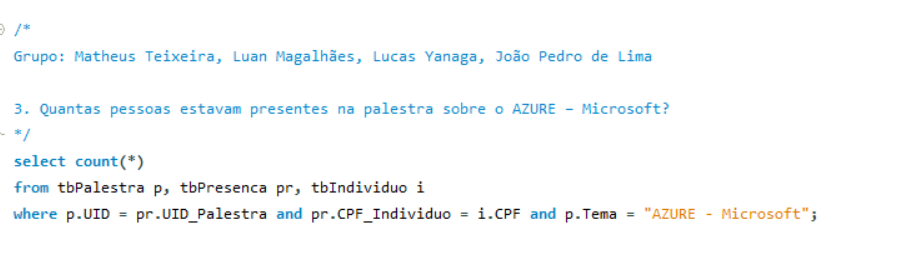 /*
Grupo: Matheus Teixeira, Luan Magalhães, Lucas Yanaga, João Pedro de Lima
3. Quantas pessoas estavam presentes na palestra sobre o AZURE – Microsoft?
*/
select count(*)
from tbPalestra p, tbPresenca pr, tbIndividuo i
where p.UID = pr.UID_Palestra and pr.CPF_Individuo = i.CPF and p.Tema = "AZURE - Microsoft";